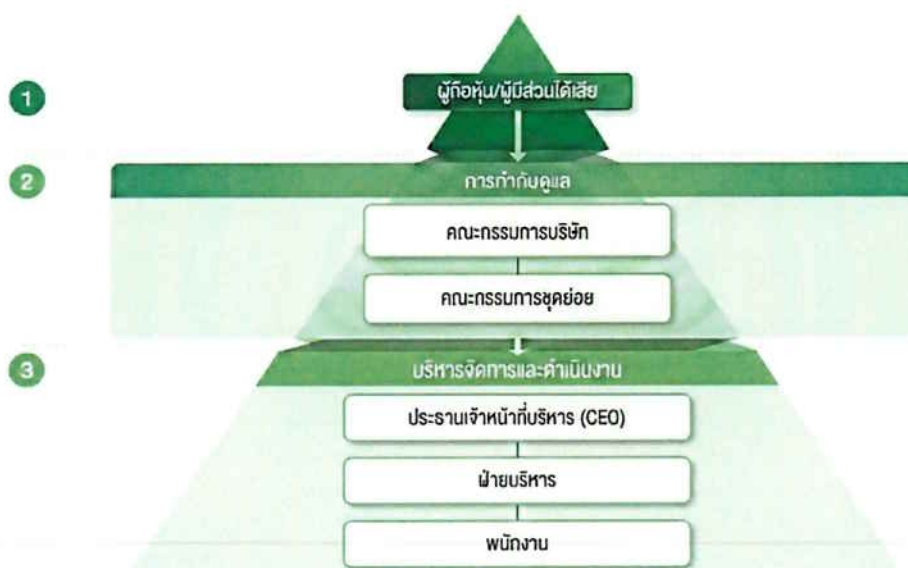 1
ผู้ถือหุ้น/ผู้มีส่วนได้เสีย
2
การกำกับดูแล
คณะกรรมการบริษัท
คณะกรรมการชุดย่อย
3
บริหารจัดการและดำเนินงาน
ประธานเจ้าหน้าที่บริหาร (CEO)
ฝ่ายบริหาร
พนักงาน